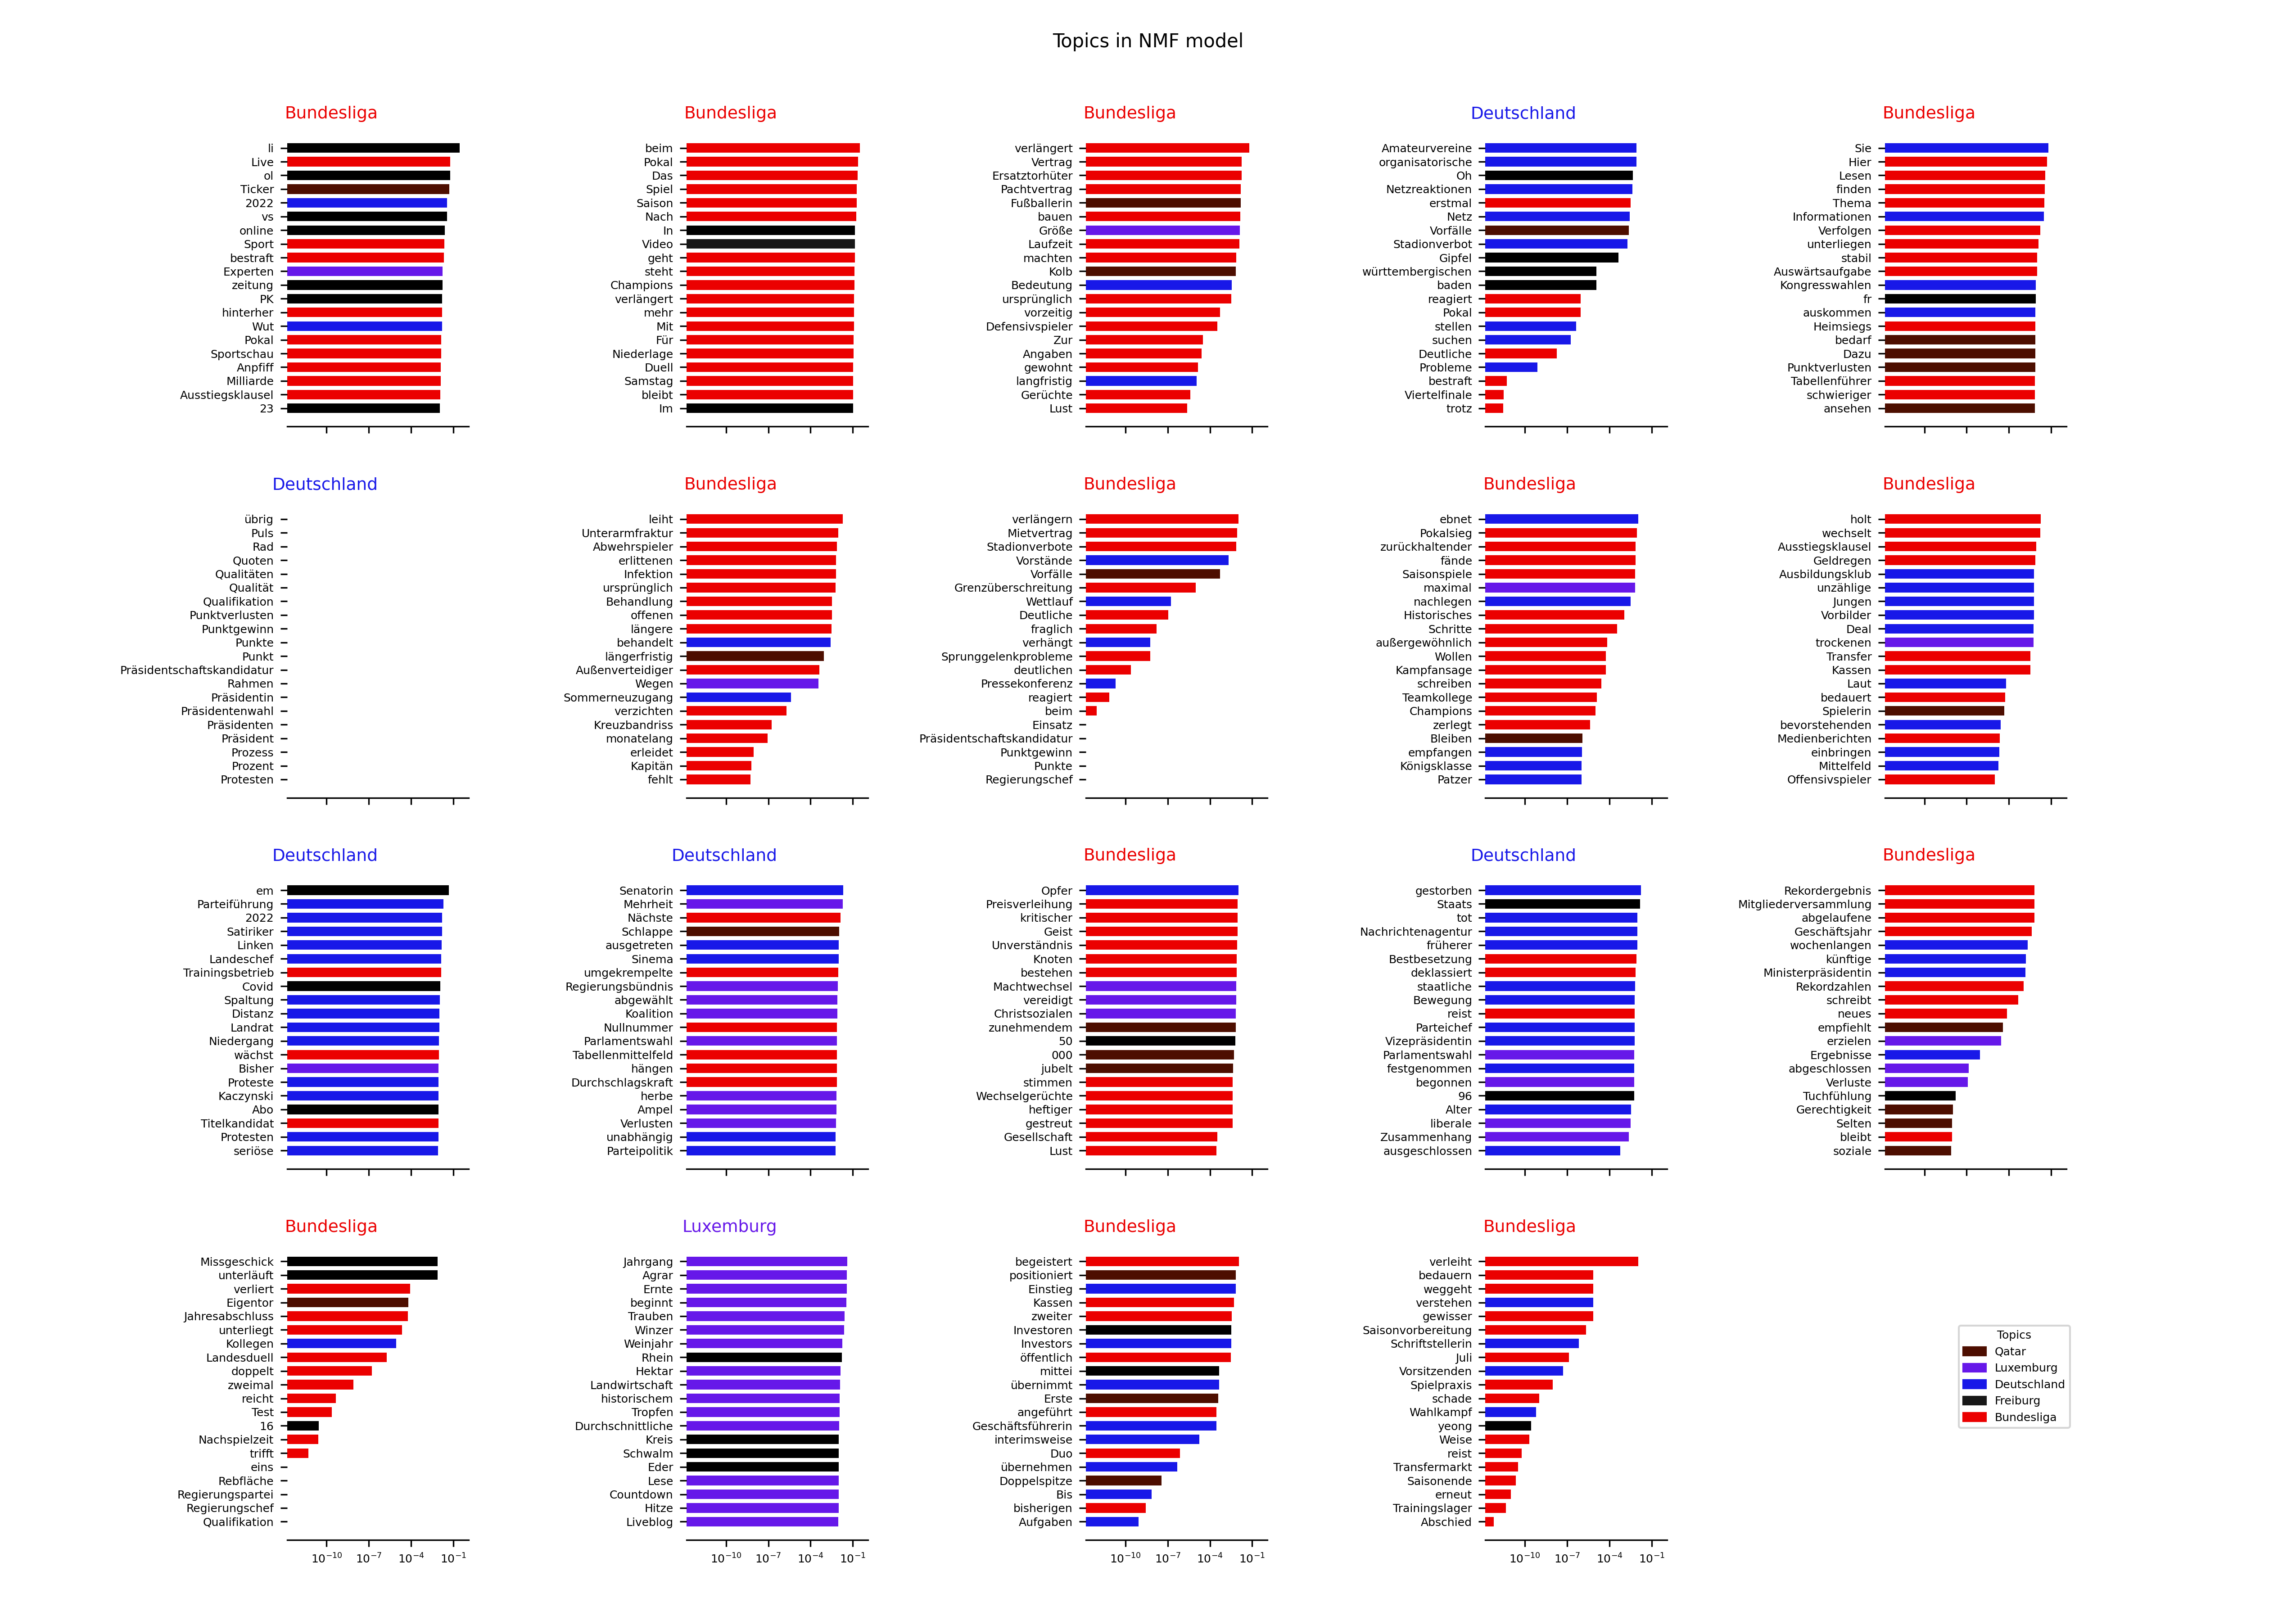 Topics in NMF model
Bundesliga
li
Live
ol
Ticker
2022
vs
online
Sport
bestraft
Experten
zeitung
PK
hinterher
Wut
Pokal
Sportschau
Anpfiff
Milliarde
Ausstiegsklausel
23
Bundesliga
beim
Pokal
Das
Spiel
Saison
Nach
In
Video
geht
steht
Champions
verlängert
mehr
Mit
Für
Niederlage
Duell
Samstag
bleibt
Im
Bundesliga
verlängert
Vertrag
Ersatztorhüter
Pachtvertrag
Fußballerin
bauen
Größe
Laufzeit
machten
Kolb
Bedeutung
ursprünglich
vorzeitig
Defensivspieler
Zur
Angaben
gewohnt
langfristig
Gerüchte
Lust
Deutschland
Amateurvereine
organisatorische
Oh
Netzreaktionen
erstmal
Netz
Vorfälle
Stadionverbot
Gipfel
württembergischen
baden
reagiert
Pokal
stellen
suchen
Deutliche
Probleme
bestraft
Viertelfinale
trotz
Bundesliga
Sie
Hier
Lesen
finden
Thema
Informationen
Verfolgen
unterliegen
stabil
Auswärtsaufgabe
Kongresswahlen
fr
auskommen
Heimsiegs
bedarf
Dazu
Punktverlusten
Tabellenführer
schwieriger
ansehen
Deutschland
übrig
Puls
Rad
Quoten
Qualitäten
Qualität
Qualifikation
Punktverlusten
Punktgewinn
Punkte
Punkt
Präsidentschaftskandidatur
Rahmen
Präsidentin
Präsidentenwahl
Präsidenten
Präsident
Prozess
Prozent
Protesten
Bundesliga
leiht
Unterarmfraktur
Abwehrspieler
erlittenen
Infektion
ursprünglich
Behandlung
offenen
längere
behandelt
längerfristig
Außenverteidiger
Wegen
Sommerneuzugang
verzichten
Kreuzbandriss
monatelang
erleidet
Kapitän
fehlt
Bundesliga
verlängern
Mietvertrag
Stadionverbote
Vorstände
Vorfälle
Grenzüberschreitung
Wettlauf
Deutliche
fraglich
verhängt
Sprunggelenkprobleme
deutlichen
Pressekonferenz
reagiert
beim
Einsatz
Präsidentschaftskandidatur
Punktgewinn
Punkte
Regierungschef
Bundesliga
ebnet
Pokalsieg
zurückhaltender
fände
Saisonspiele
maximal
nachlegen
Historisches
Schritte
außergewöhnlich
Wollen
Kampfansage
schreiben
Teamkollege
Champions
zerlegt
Bleiben
empfangen
Königsklasse
Patzer
Bundesliga
holt
wechselt
Ausstiegsklausel
Geldregen
Ausbildungsklub
unzählige
Jungen
Vorbilder
Deal
trockenen
Transfer
Kassen
Laut
bedauert
Spielerin
bevorstehenden
Medienberichten
einbringen
Mittelfeld
Offensivspieler
Deutschland
em
Parteiführung
2022
Satiriker
Linken
Landeschef
Trainingsbetrieb
Covid
Spaltung
Distanz
Landrat
Niedergang
wächst
Bisher
Proteste
Kaczynski
Abo
Titelkandidat
Protesten
seriöse
Deutschland
Senatorin
Mehrheit
Nächste
Schlappe
ausgetreten
Sinema
umgekrempelte
Regierungsbündnis
abgewählt
Koalition
Nullnummer
Parlamentswahl
Tabellenmittelfeld
hängen
Durchschlagskraft
herbe
Ampel
Verlusten
unabhängig
Parteipolitik
Bundesliga
Opfer
Preisverleihung
kritischer
Geist
Unverständnis
Knoten
bestehen
Machtwechsel
vereidigt
Christsozialen
zunehmendem
50
000
jubelt
stimmen
Wechselgerüchte
heftiger
gestreut
Gesellschaft
Lust
Deutschland
gestorben
Staats
tot
Nachrichtenagentur
früherer
Bestbesetzung
deklassiert
staatliche
Bewegung
reist
Parteichef
Vizepräsidentin
Parlamentswahl
festgenommen
begonnen
96
Alter
liberale
Zusammenhang
ausgeschlossen
Bundesliga
Rekordergebnis
Mitgliederversammlung
abgelaufene
Geschäftsjahr
wochenlangen
künftige
Ministerpräsidentin
Rekordzahlen
schreibt
neues
empfiehlt
erzielen
Ergebnisse
abgeschlossen
Verluste
Tuchfühlung
Gerechtigkeit
Selten
bleibt
soziale
Bundesliga
Missgeschick
unterläuft
verliert
Eigentor
Jahresabschluss
unterliegt
Kollegen
Landesduell
doppelt
zweimal
reicht
Test
16
Nachspielzeit
trifft
eins
Rebfläche
Regierungspartei
Regierungschef
Qualifikation
10⁻¹⁰ 10⁻⁷ 10⁻⁴ 10⁻¹
Luxemburg
Jahrgang
Agrar
Ernte
beginnt
Trauben
Winzer
Weinjahr
Rhein
Hektar
Landwirtschaft
historischem
Tropfen
Durchschnittliche
Kreis
Schwalm
Eder
Lese
Countdown
Hitze
Liveblog
10⁻¹⁰ 10⁻⁷ 10⁻⁴ 10⁻¹
Bundesliga
begeistert
positioniert
Einstieg
Kassen
zweiter
Investoren
Investors
öffentlich
mittei
übernimmt
Erste
angeführt
Geschäftsführerin
interimsweise
Duo
übernehmen
Doppelspitze
Bis
bisherigen
Aufgaben
10⁻¹⁰ 10⁻⁷ 10⁻⁴ 10⁻¹
Bundesliga
verleiht
bedauern
weggeht
verstehen
gewisser
Saisonvorbereitung
Schriftstellerin
Juli
Vorsitzenden
Spielpraxis
schade
Wahlkampf
yeong
Weise
reist
Transfermarkt
Saisonende
erneut
Trainingslager
Abschied
10⁻¹⁰ 10⁻⁷ 10⁻⁴ 10⁻¹
Topics
Qatar
Luxemburg
Deutschland
Freiburg
Bundesliga